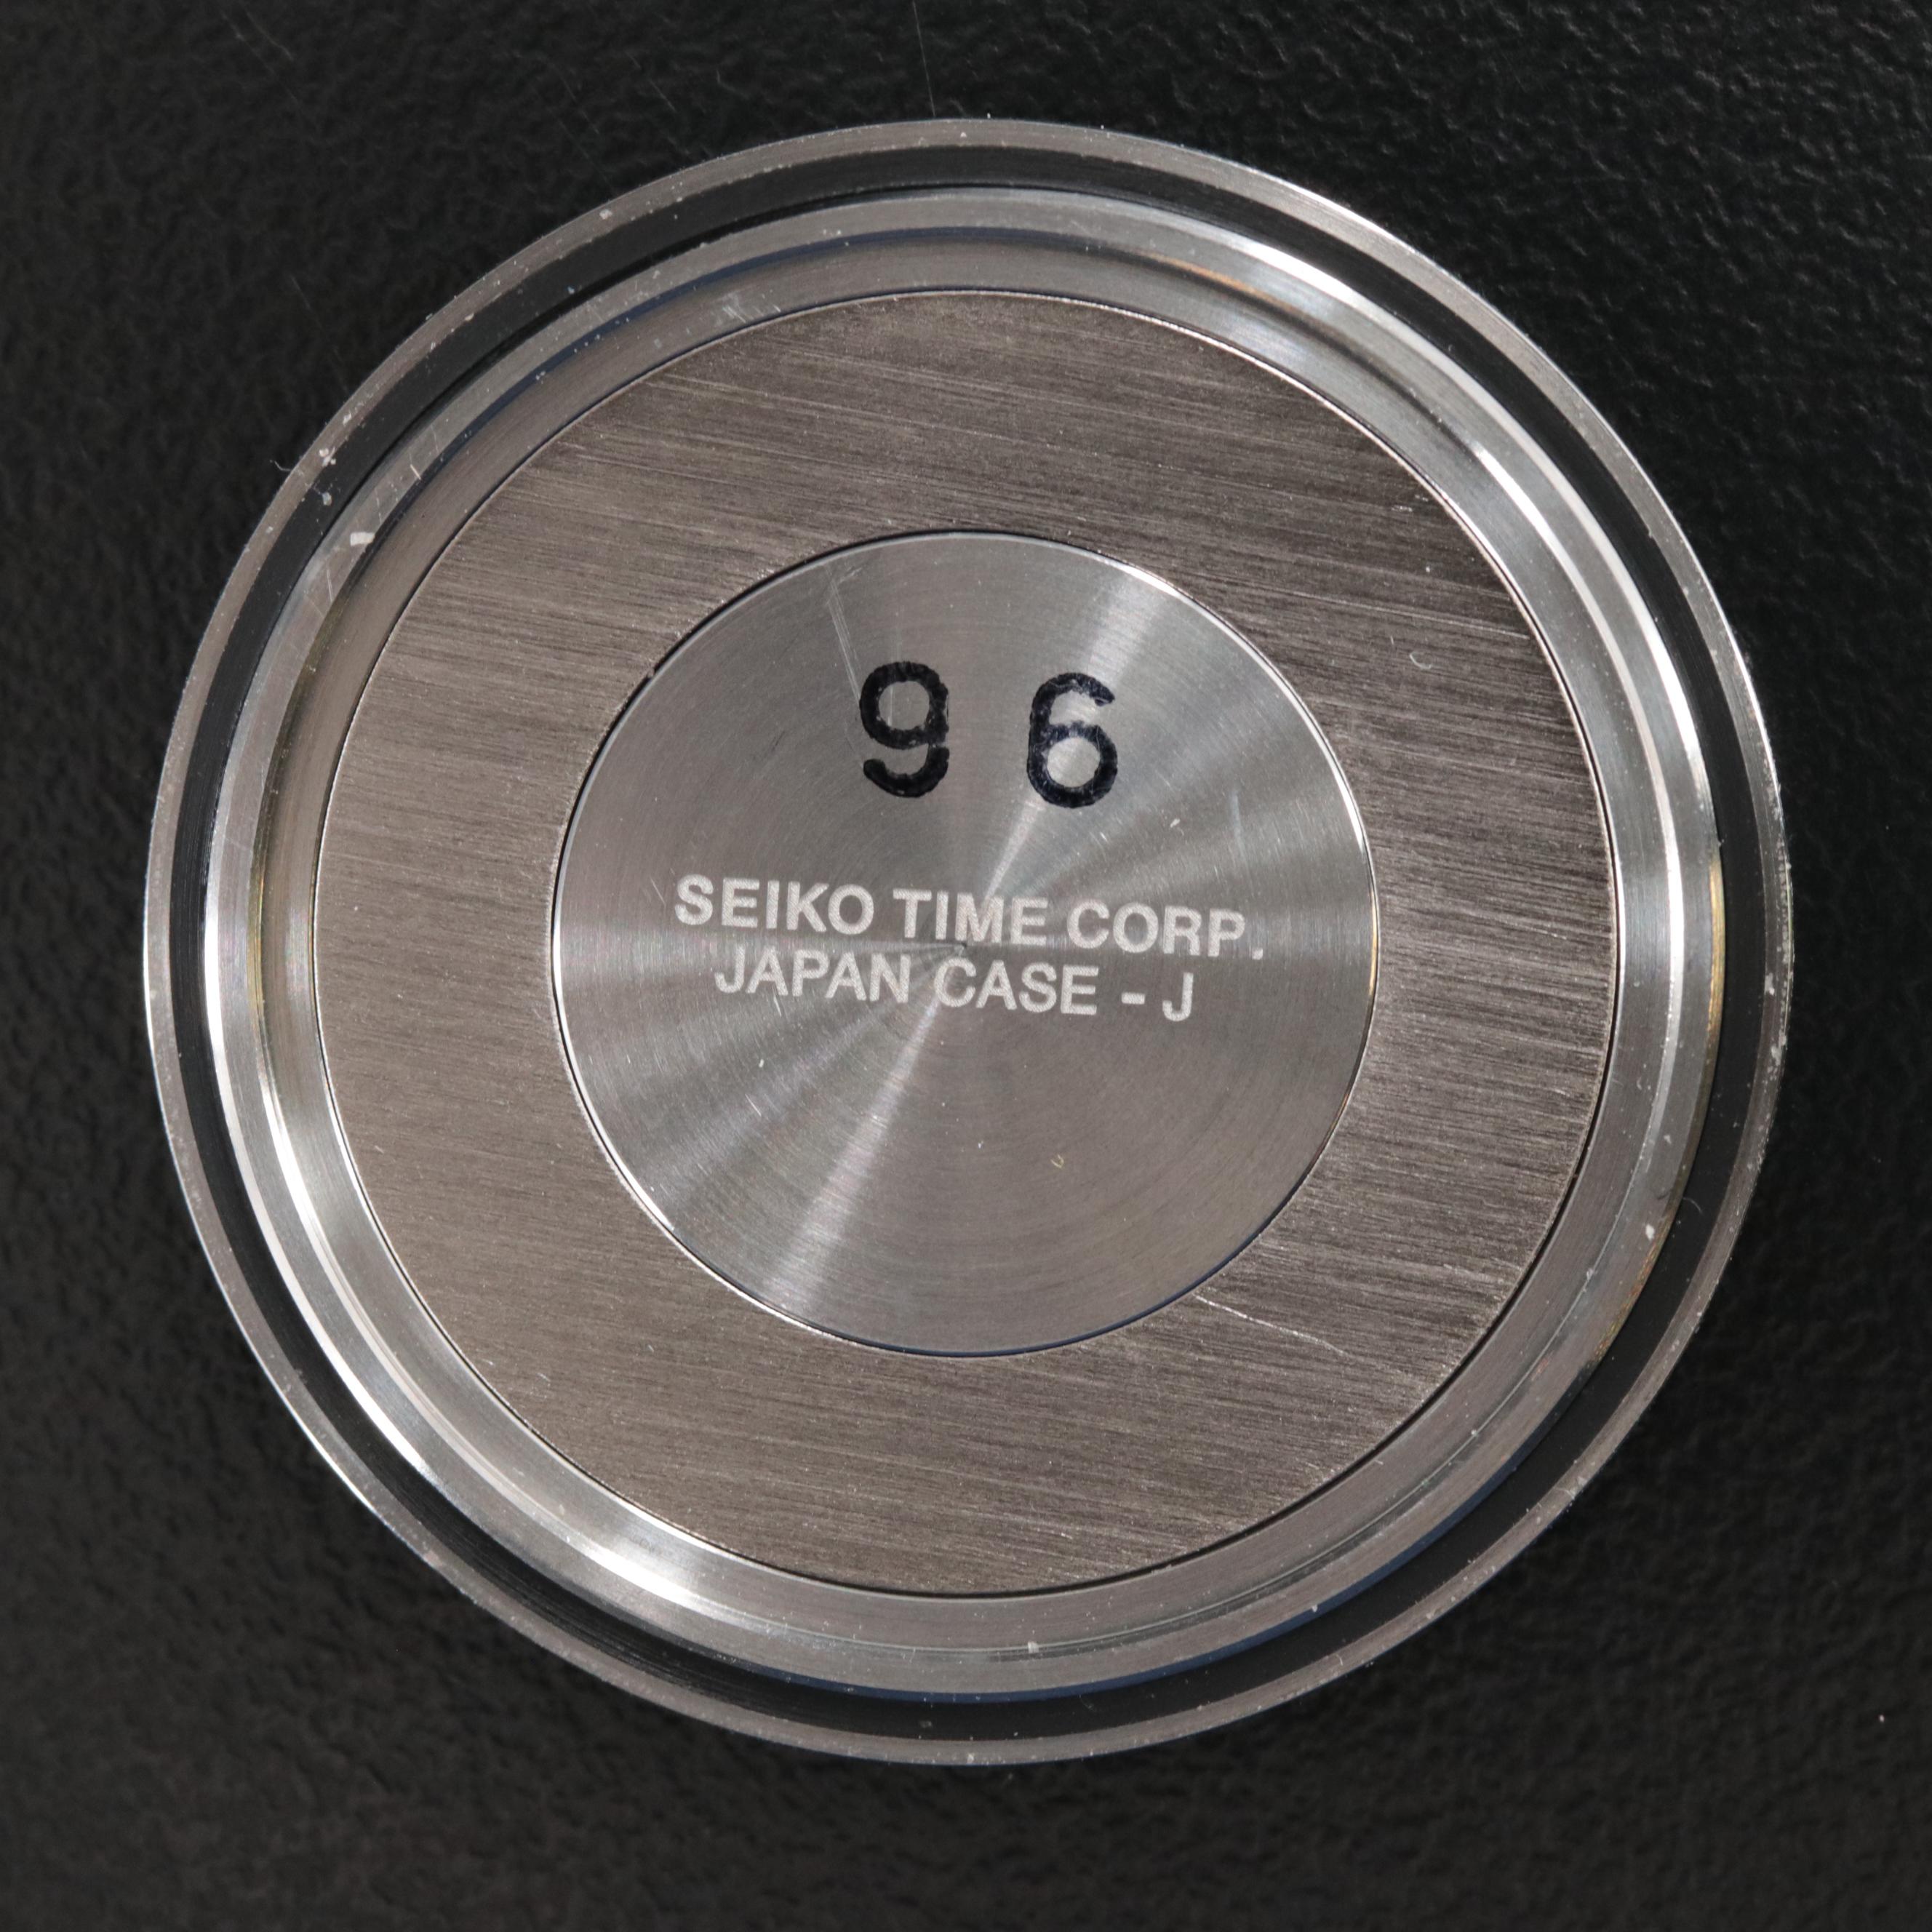 96
SEIKO TIME CORP.
JAPAN CASE - J